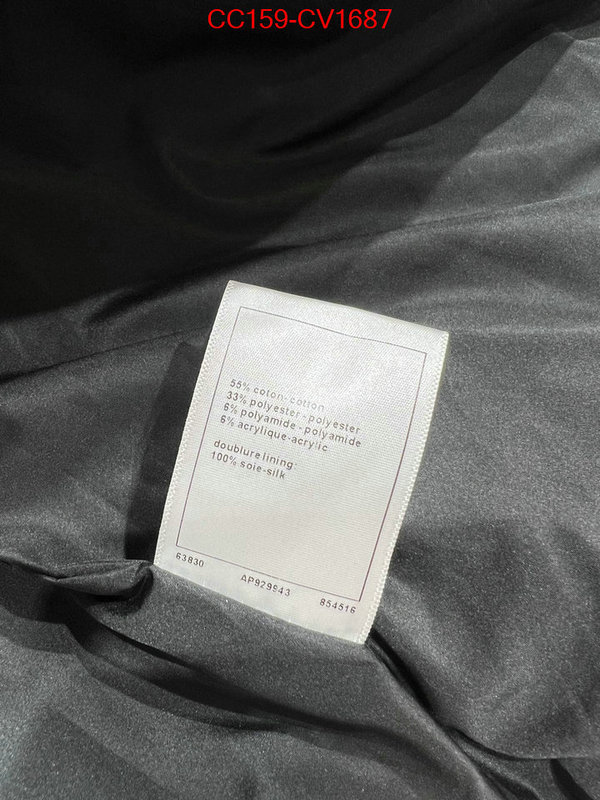 CC159-CV1687
55% coton-cotton
33% polyester-polyester
6% polyamide-polyamide
6% acrylique-acrylic
doublure lining:
100% soie-silk
63830
AP929943
854516